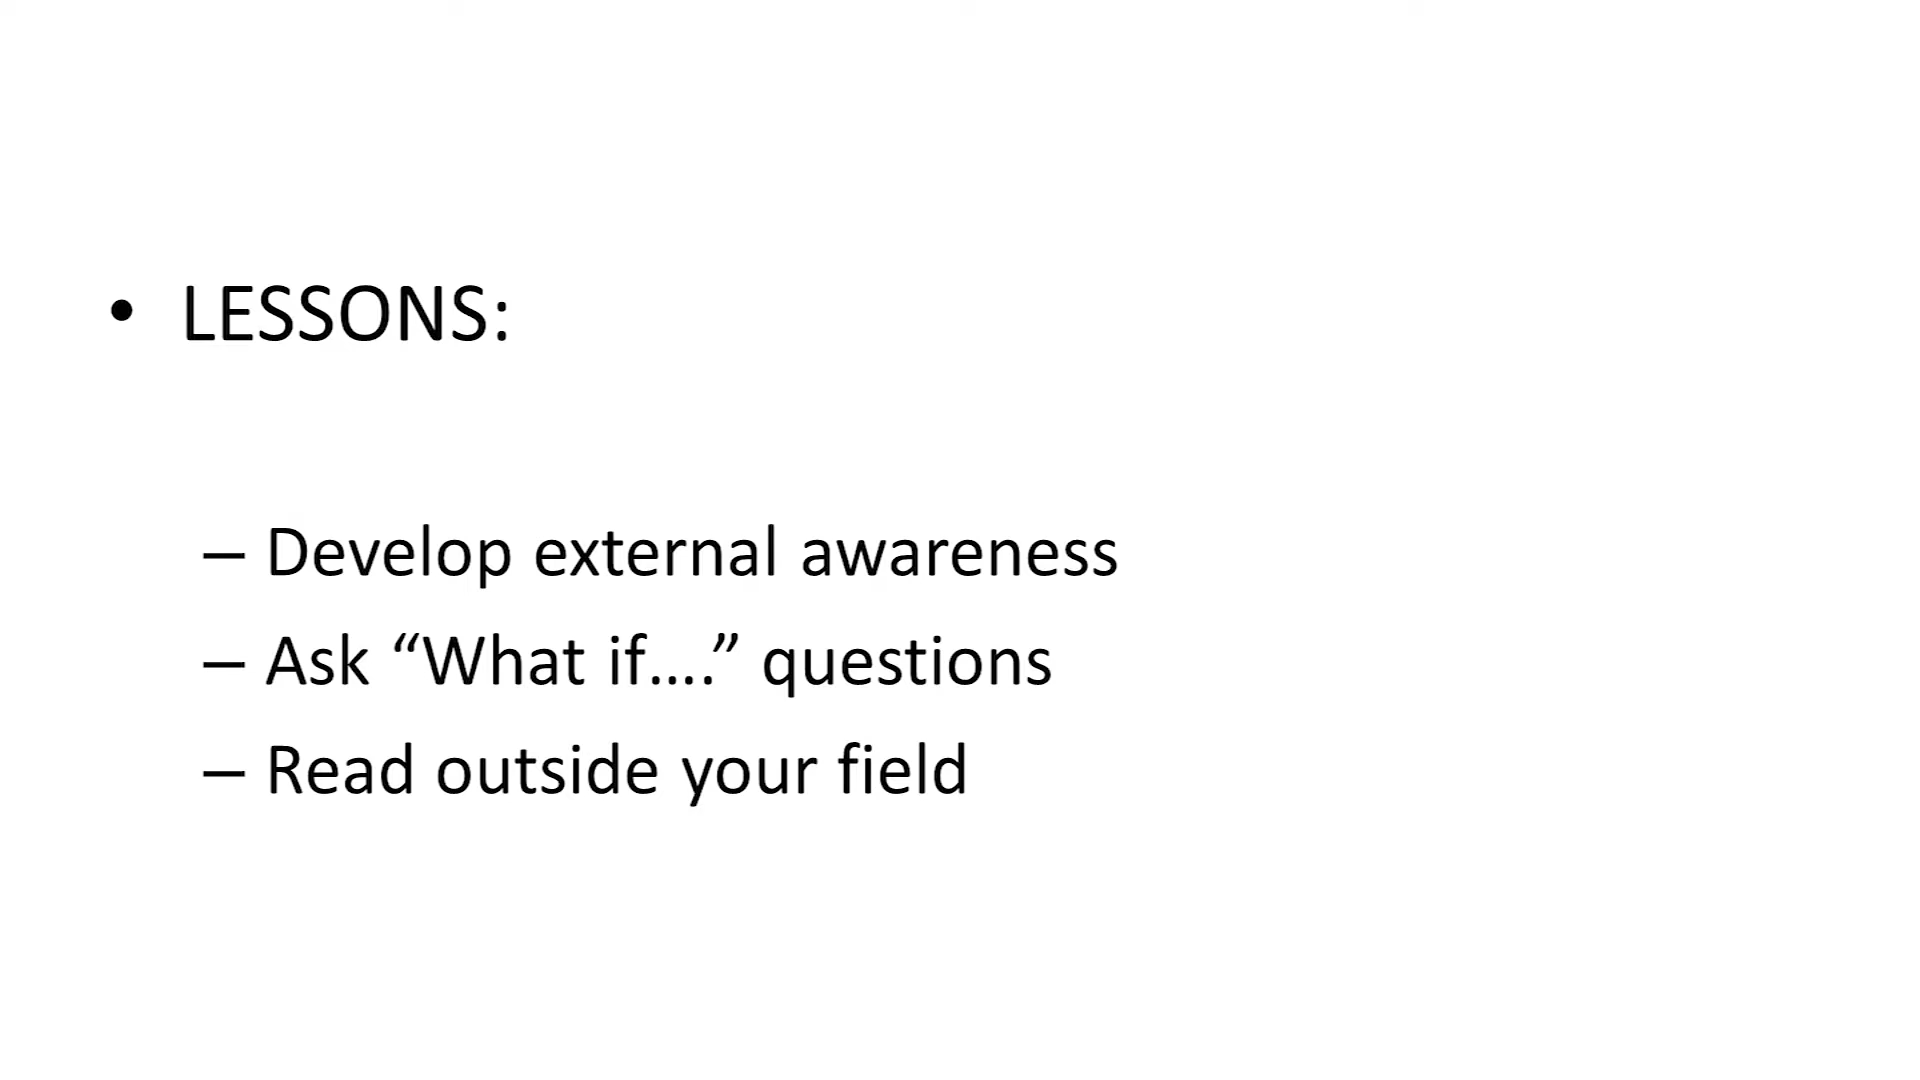 • LESSONS:
– Develop external awareness
– Ask “What if....” questions
– Read outside your field